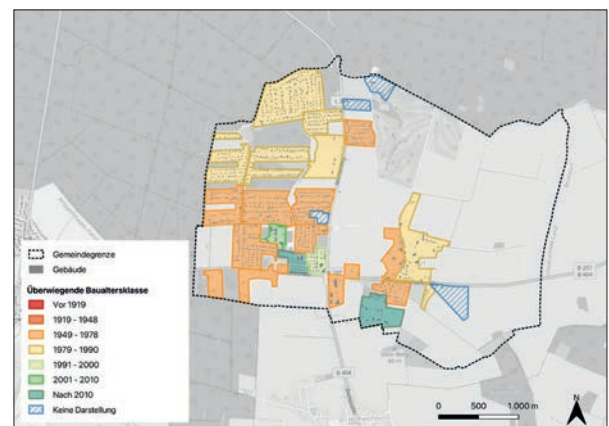 B 207
B 404
B 404
Gemeindegrenze
Gebäude
Überwiegende Baualtersklasse
Vor 1919
1919 - 1948
1949 - 1978
1979 - 1990
1991 - 2000
2001 - 2010
Nach 2010
Keine Darstellung
N
0 500 1.000 m